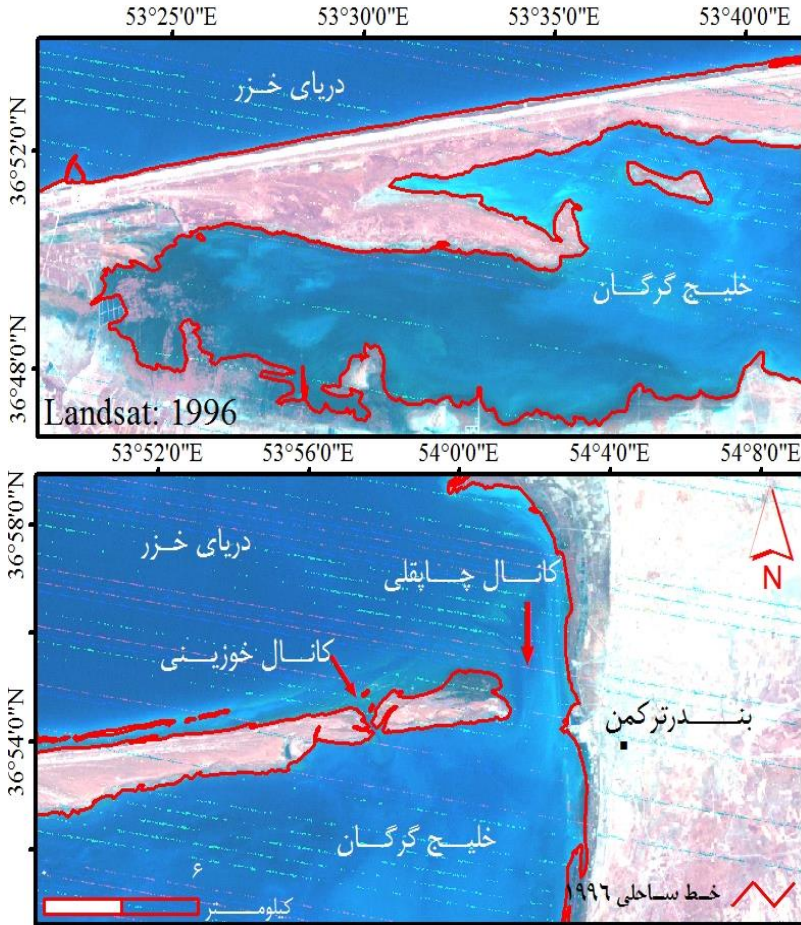 53°25'0"E 53°30'0"E 53°35'0"E 53°40'0"E
دریای خزر
36°52'0"N
خلیج گرگان
36°48'0"N
Landsat: 1996
53°52'0"E 53°56'0"E 54°0'0"E 54°4'0"E 54°8'0"E
36°58'0"N
دریای خزر
کانال چاپقلی
N
کانال خوزینی
بندرترکمن
36°54'0"N
خلیج گرگان
۰ ۶
کیلومتر
خط ساحلی ۱۹۹۶